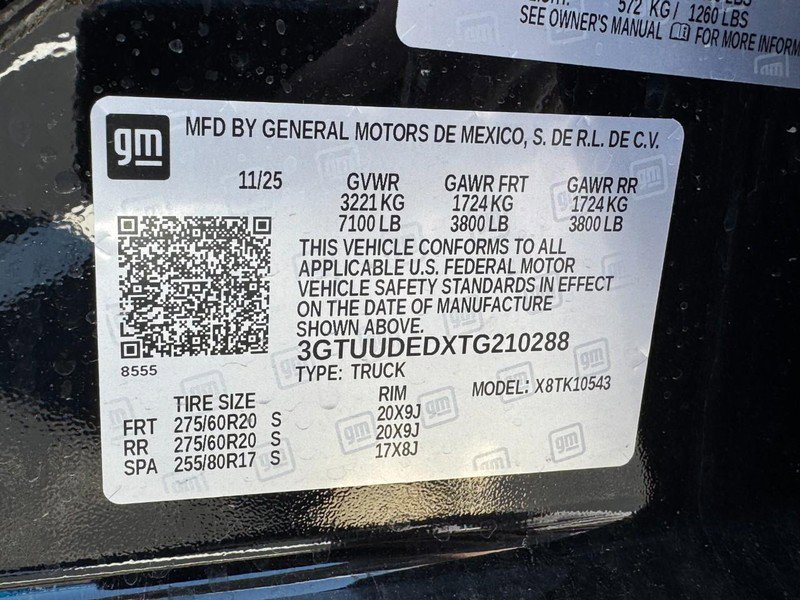 572 KG / 1260 LBS
SEE OWNER'S MANUAL FOR MORE
gm
MFD BY GENERAL MOTORS DE MEXICO, S. DE R.L. DE C.V.
11/25 GVWR GAWR FRT GAWR RR
3221 KG 1724 KG 1724 KG
7100 LB 3800 LB 3800 LB
THIS VEHICLE CONFORMS TO ALL
APPLICABLE U.S. FEDERAL MOTOR
VEHICLE SAFETY STANDARDS IN EFFECT
ON THE DATE OF MANUFACTURE
SHOWN ABOVE.
3GTUUDEDXTG210288
8555
TYPE: TRUCK MODEL: X8TK10543
TIRE SIZE RIM
FRT 275/60R20 S 20X9J
RR 275/60R20 S 20X9J
SPA 255/80R17 S 17X8J